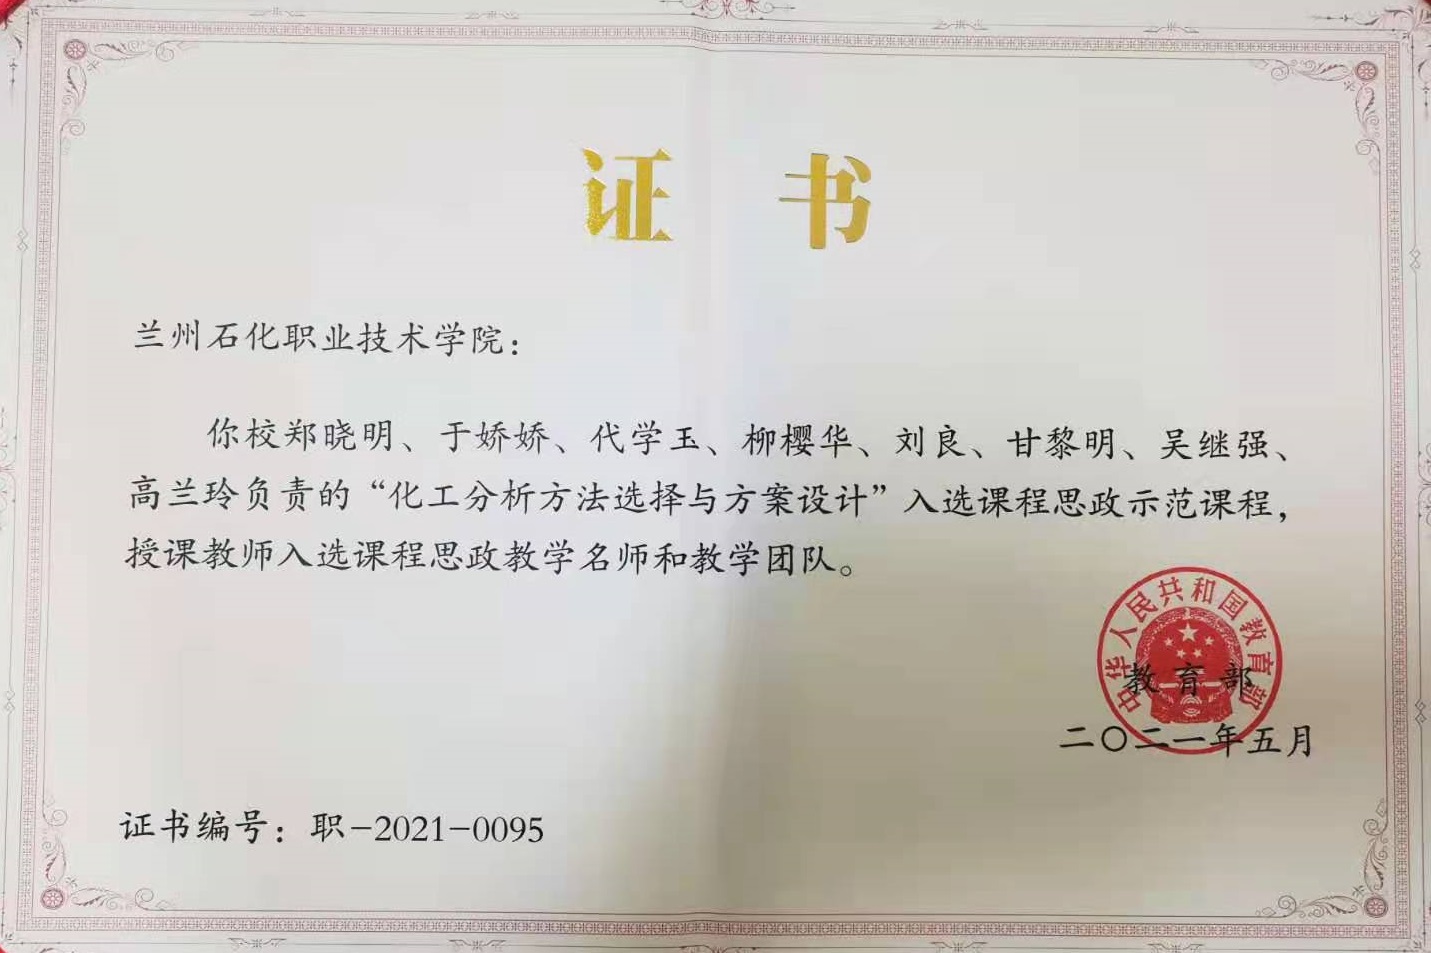 证 书
兰州石化职业技术学院：
你校郑晓明、于娇娇、代学玉、柳樱华、刘良、甘黎明、吴继强、
高兰玲负责的“化工分析方法选择与方案设计”入选课程思政示范课程，
授课教师入选课程思政教学名师和教学团队。
中华人民共和国教育部
教育部
二〇二一年五月
证书编号：职-2021-0095